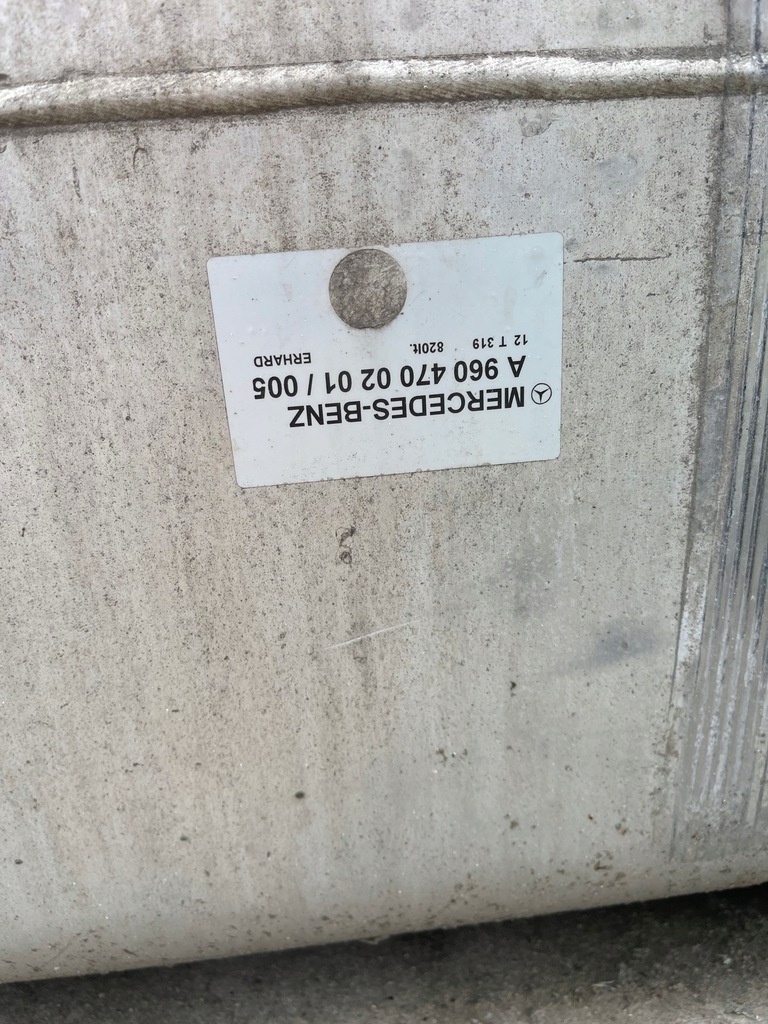 MERCEDES-BENZ
A 960 470 02 01 / 005
12 T 319 820lt. ERHARD